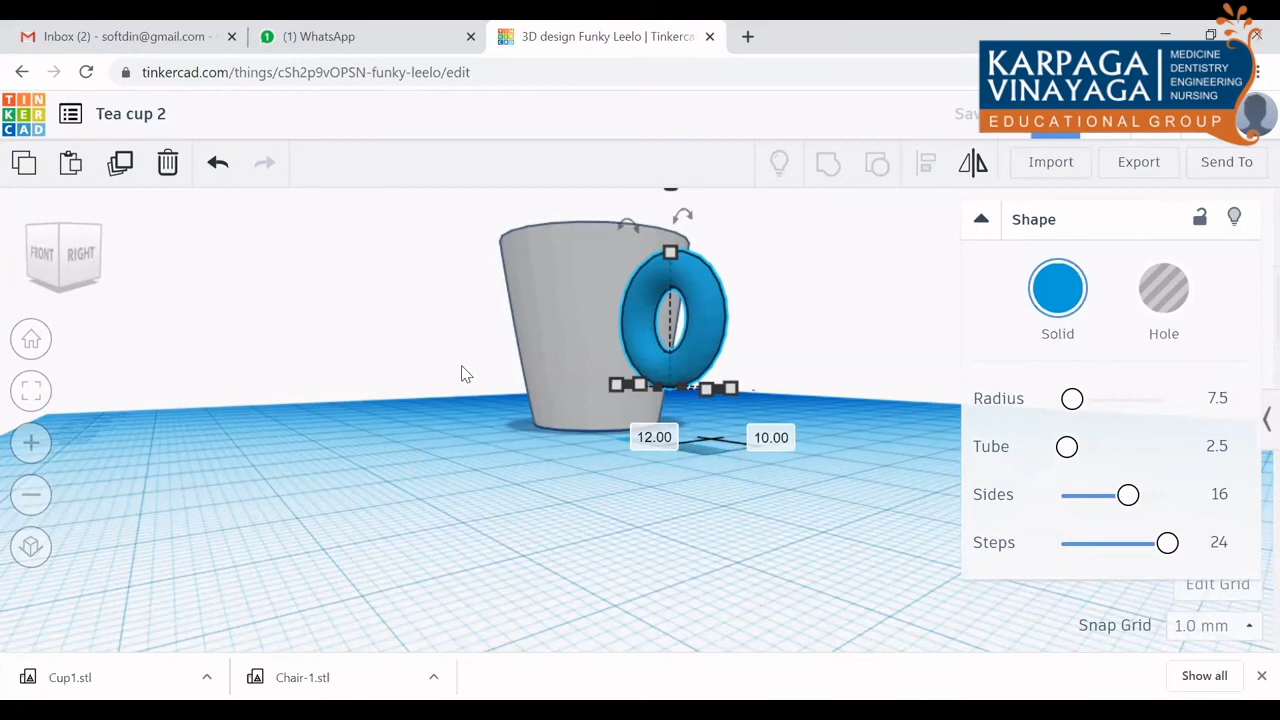 Inbox (2) - softdin@gmail.com -
(1) WhatsApp
3D design Funky Leelo | Tinkerca
tinkercad.com/things/cSh2p9vOPSN-funky-leelo/edit
KARPAGA
VINAYAGA
MEDICINE
DENTISTRY
ENGINEERING
NURSING
EDUCATIONAL GROUP
TIN
KER
CAD
Tea cup 2
Import
Export
Send To
FRONT
RIGHT
Shape
Solid
Hole
Radius 7.5
Tube 2.5
Sides 16
Steps 24
12.00
10.00
Edit Grid
Snap Grid 1.0 mm
Cup1.stl
Chair-1.stl
Show all